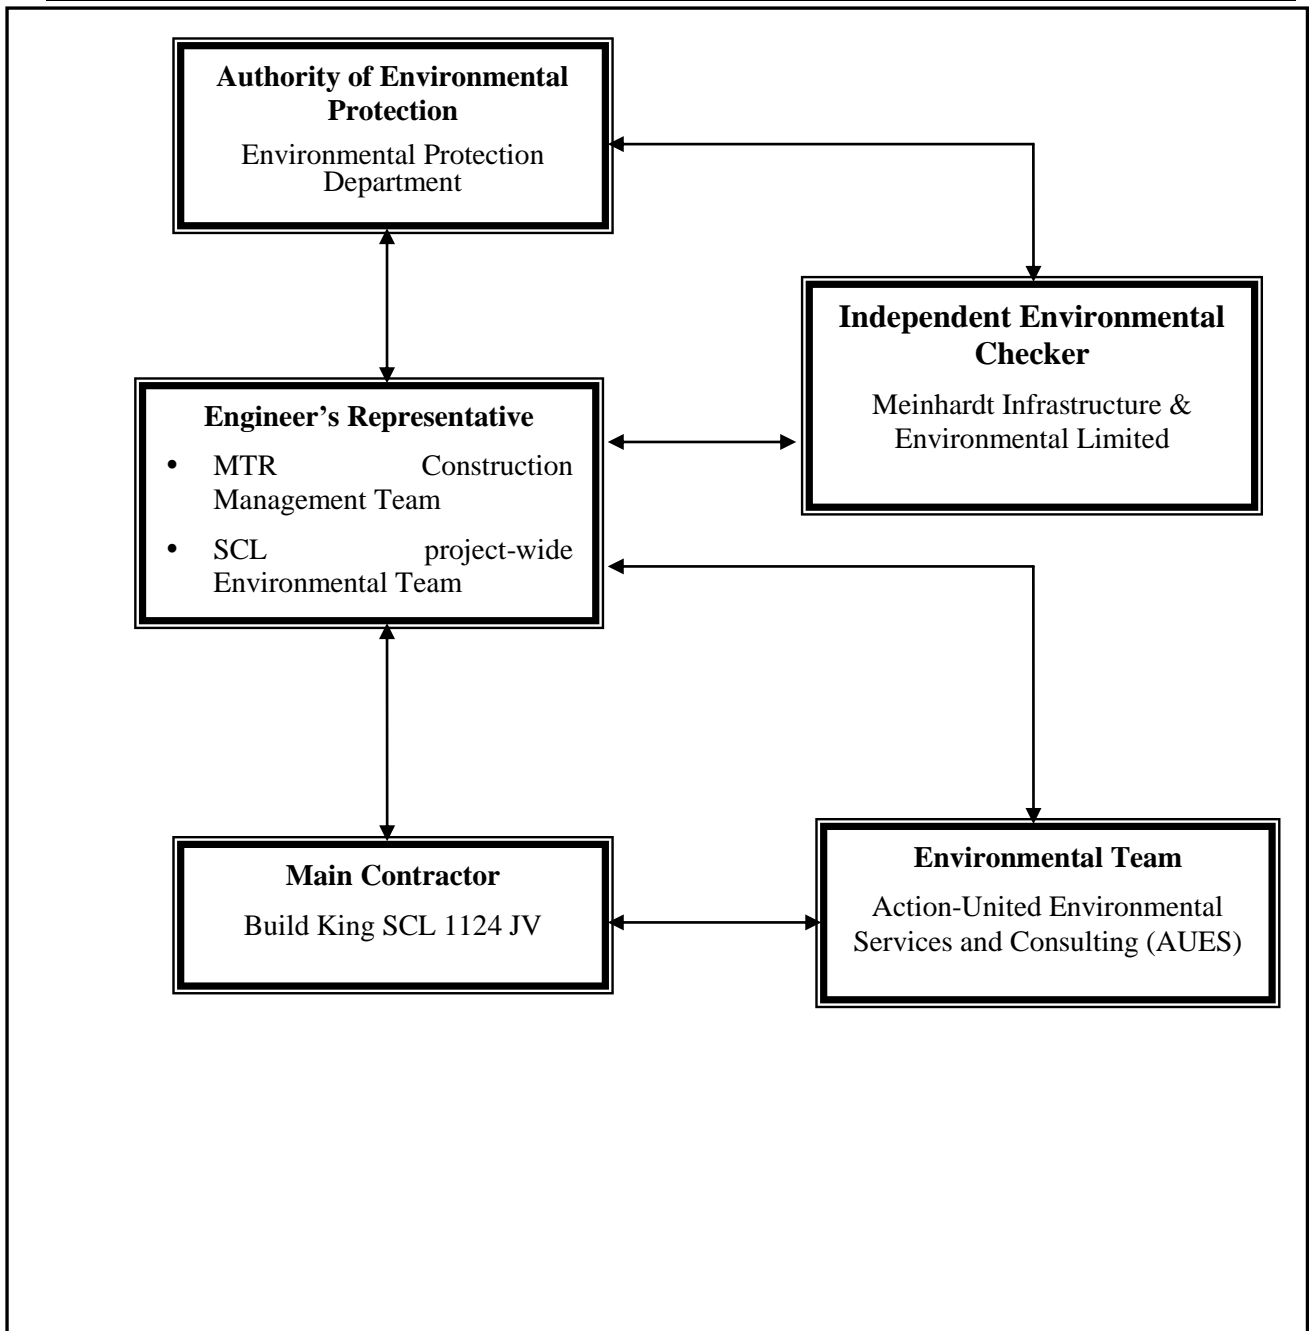 Authority of Environmental
Protection
Environmental Protection
Department
Independent Environmental
Checker
Meinhardt Infrastructure &
Environmental Limited
Engineer’s Representative
• MTR Construction
Management Team
• SCL project-wide
Environmental Team
Main Contractor
Build King SCL 1124 JV
Environmental Team
Action-United Environmental
Services and Consulting (AUES)